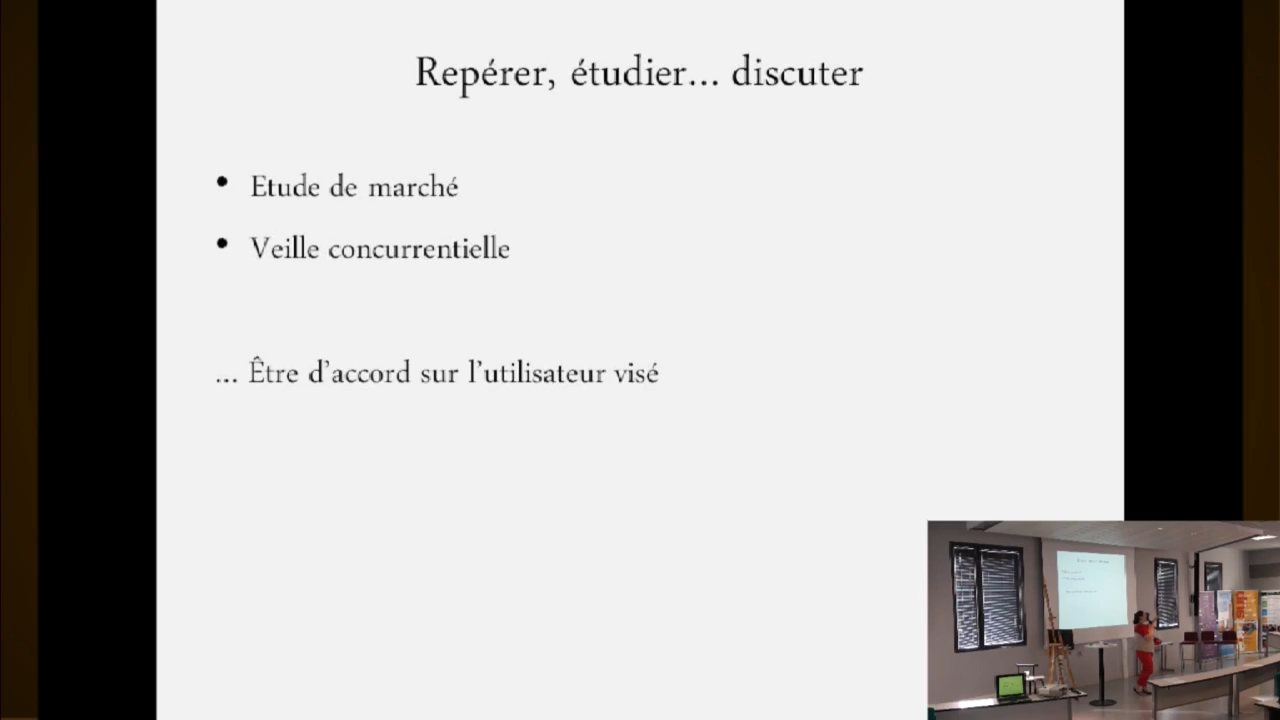 Repérer, étudier... discuter
• Etude de marché
• Veille concurrentielle
... Être d'accord sur l'utilisateur visé